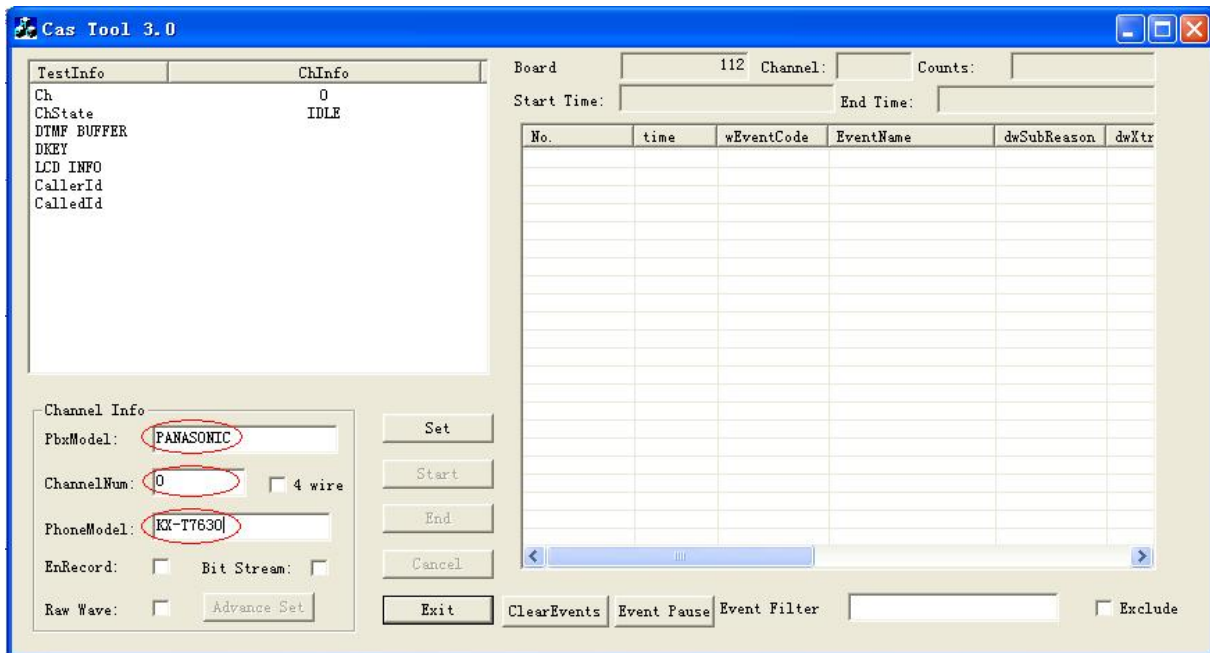 Cas Tool 3.0
TestInfo ChInfo
Ch 0
ChState IDLE
DTMF BUFFER
DKEY
LCD INFO
CallerId
CalledId
Board 112 Channel: Counts:
Start Time: End Time:
No. time wEventCode EventName dwSubReason dwXtr
Channel Info
PbxModel: PANASONIC
ChannelNum: 0 4 wire
PhoneModel: KX-T7630
EnRecord: Bit Stream:
Raw Wave: Advance Set
Set
Start
End
Cancel
Exit
ClearEvents Event Pause Event Filter Exclude